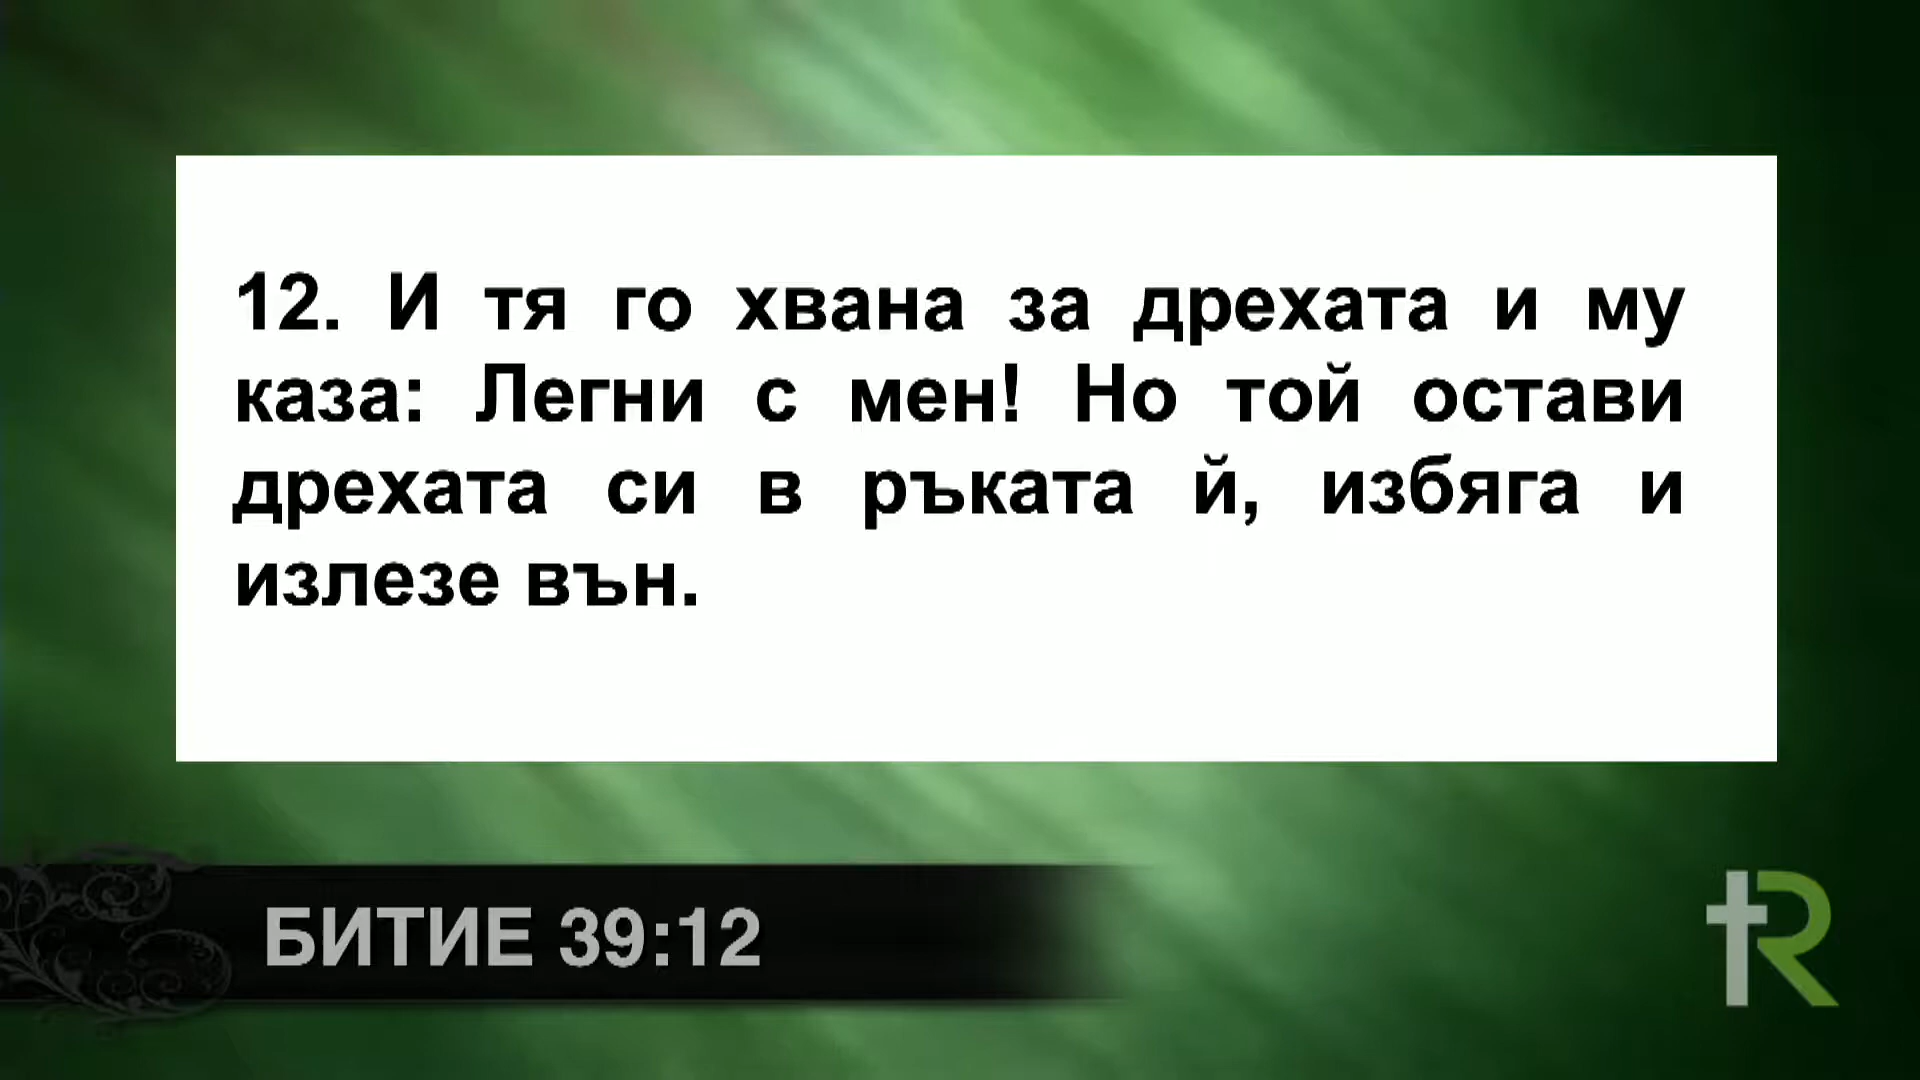 12. И тя го хвана за дрехата и му
каза: Легни с мен! Но той остави
дрехата си в ръката й, избяга и
излезе вън.
БИТИЕ 39:12
R